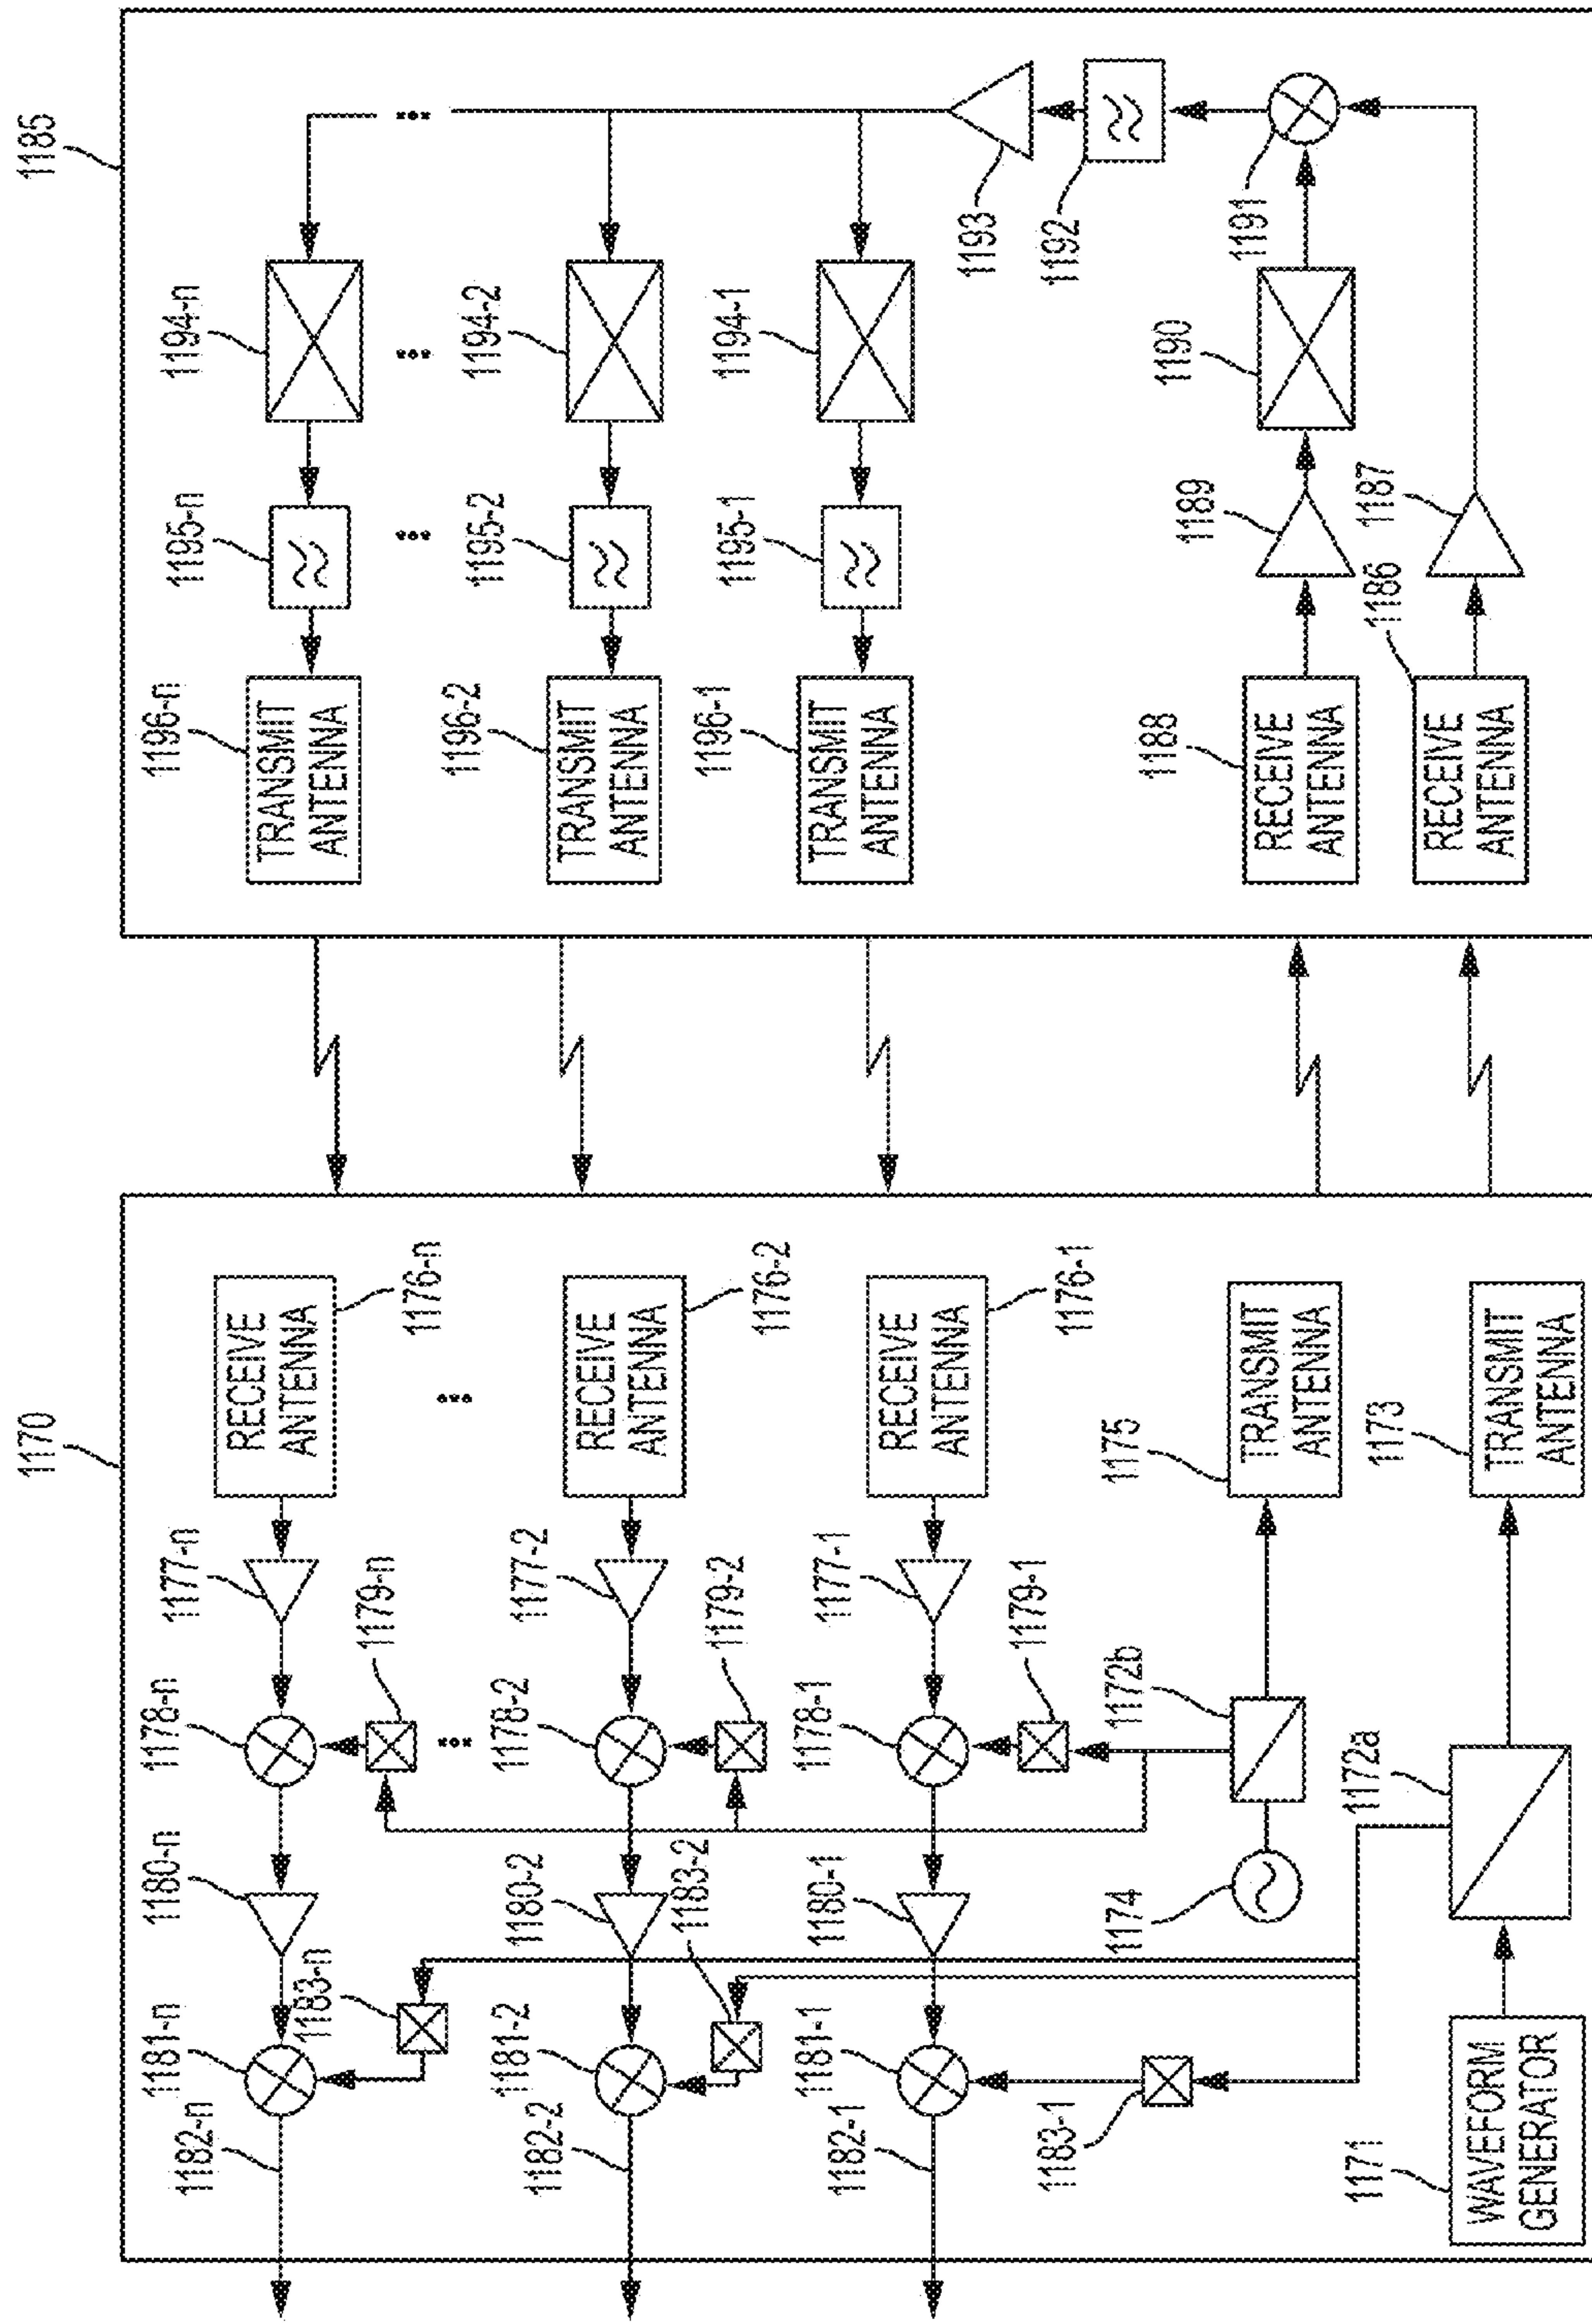 1170
1182-n
1181-n
1183-n
1180-n
1178-n
1179-n
1177-n
RECEIVE
ANTENNA
1176-n
1182-2
1181-2
1183-2
1180-2
1178-2
1179-2
1177-2
RECEIVE
ANTENNA
1176-2
1182-1
1181-1
1183-1
1180-1
1178-1
1179-1
1177-1
RECEIVE
ANTENNA
1176-1
1174
1172b
1175
TRANSMIT
ANTENNA
1171
WAVEFORM
GENERATOR
1172a
1173
TRANSMIT
ANTENNA
1185
1196-n
TRANSMIT
ANTENNA
1195-n
1194-n
1196-2
TRANSMIT
ANTENNA
1195-2
1194-2
1196-1
TRANSMIT
ANTENNA
1195-1
1194-1
1193
1192
1188
RECEIVE
ANTENNA
1189
1190
1191
1186
RECEIVE
ANTENNA
1187